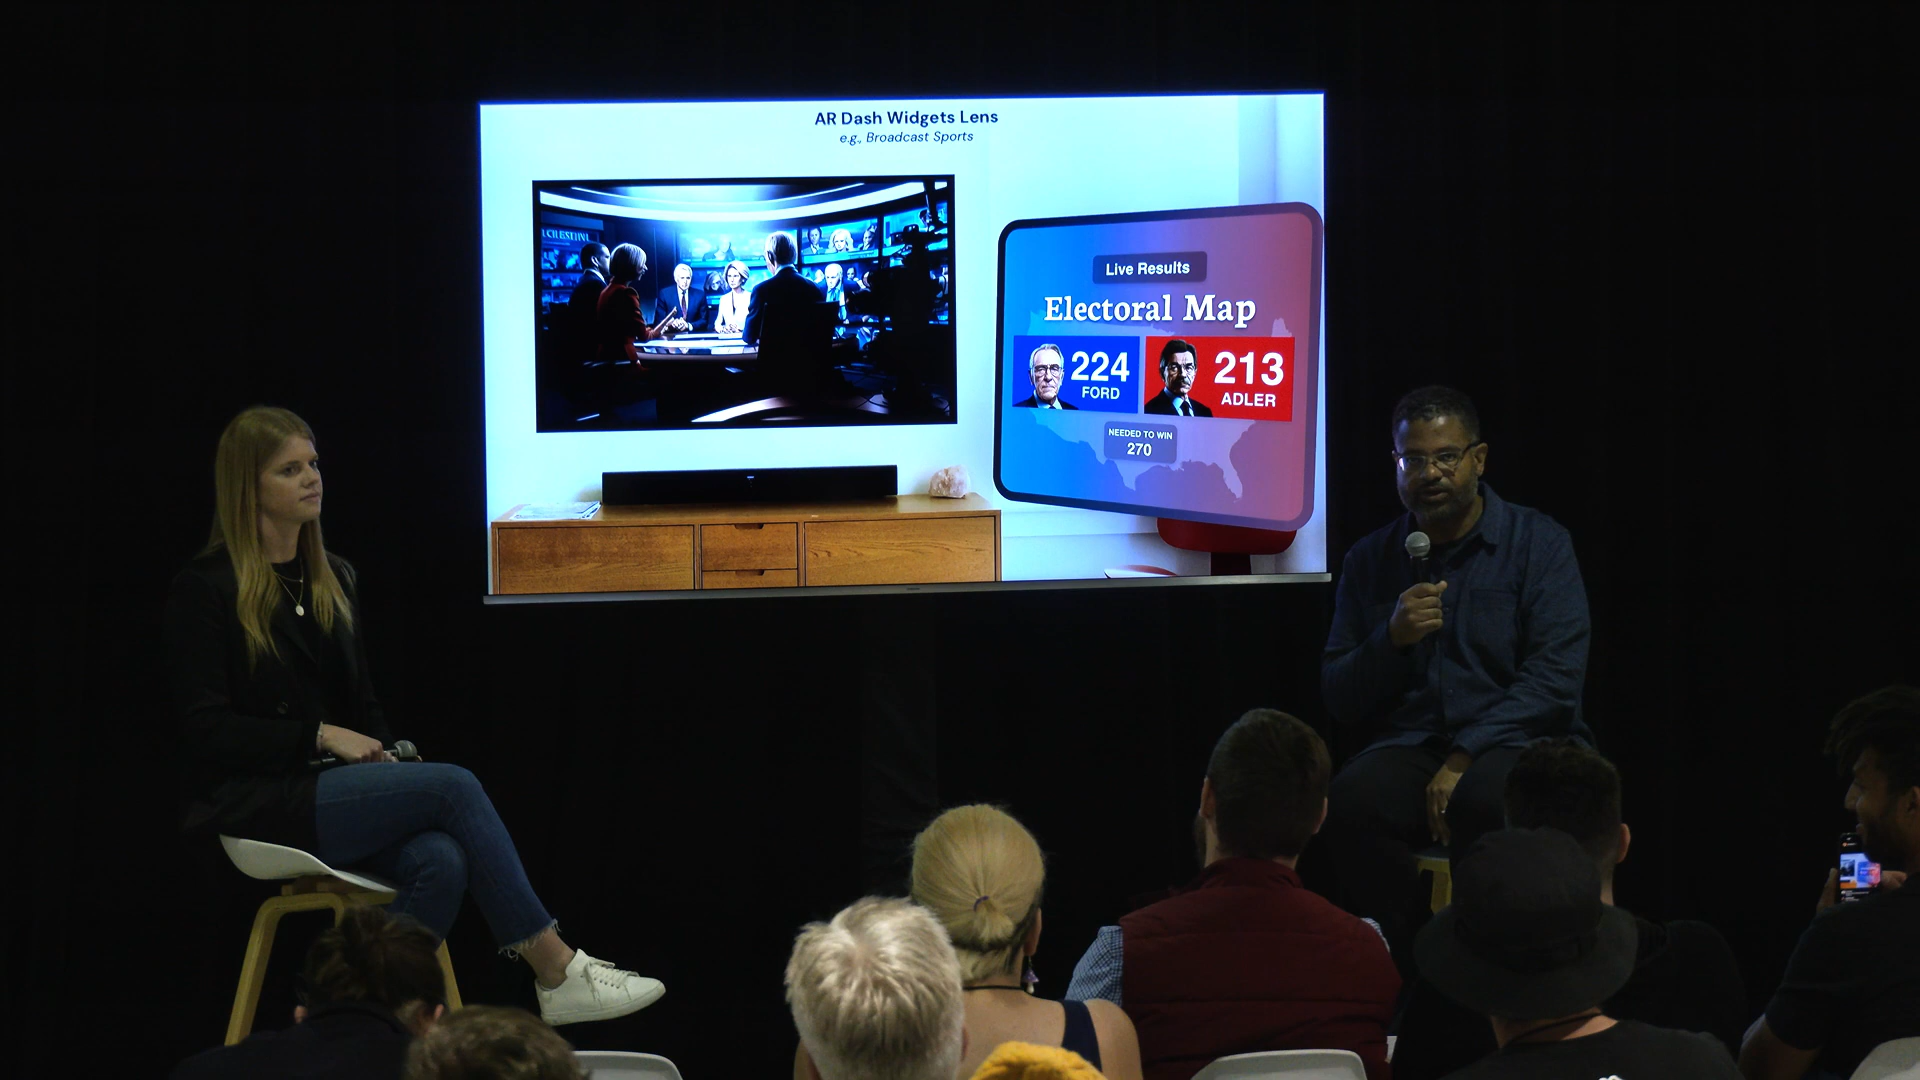 AR Dash Widgets Lens
e.g., Broadcast Sports
Live Results
Electoral Map
224
FORD
213
ADLER
NEEDED TO WIN
270